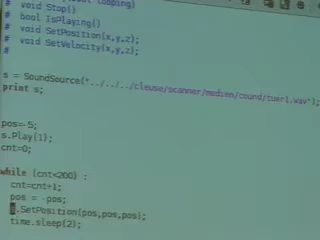 looping)
# void Stop()
# bool IsPlaying()
# void SetPosition(x,y,z);
# void SetVelocity(x,y,z);
#
s = SoundSource("../../../cleuse/scanner/medien/sound/tuer1.wav");
print s;
pos=-5;
s.Play(1);
cnt=0;
while (cnt<200) :
cnt=cnt+1;
pos = -pos;
s.SetPosition(pos,pos,pos);
time.sleep(2);